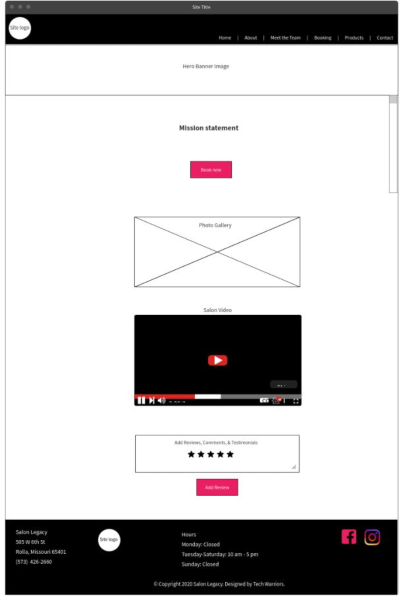 Site Title
Site logo
Home | About | Meet the Team | Booking | Products | Contact
Hero Banner Image
Mission statement
Book now
Photo Gallery
Salon Video
Add Reviews, Comments, & Testimonials
★★★★★
Add Review
Salon Legacy
505 W 8th St
Rolla, Missouri 65401
(573) 426-2660
Site logo
Hours
Monday: Closed
Tuesday-Saturday: 10 am - 5 pm
Sunday: Closed
© Copyright 2020 Salon Legacy. Designed by Tech Warriors.